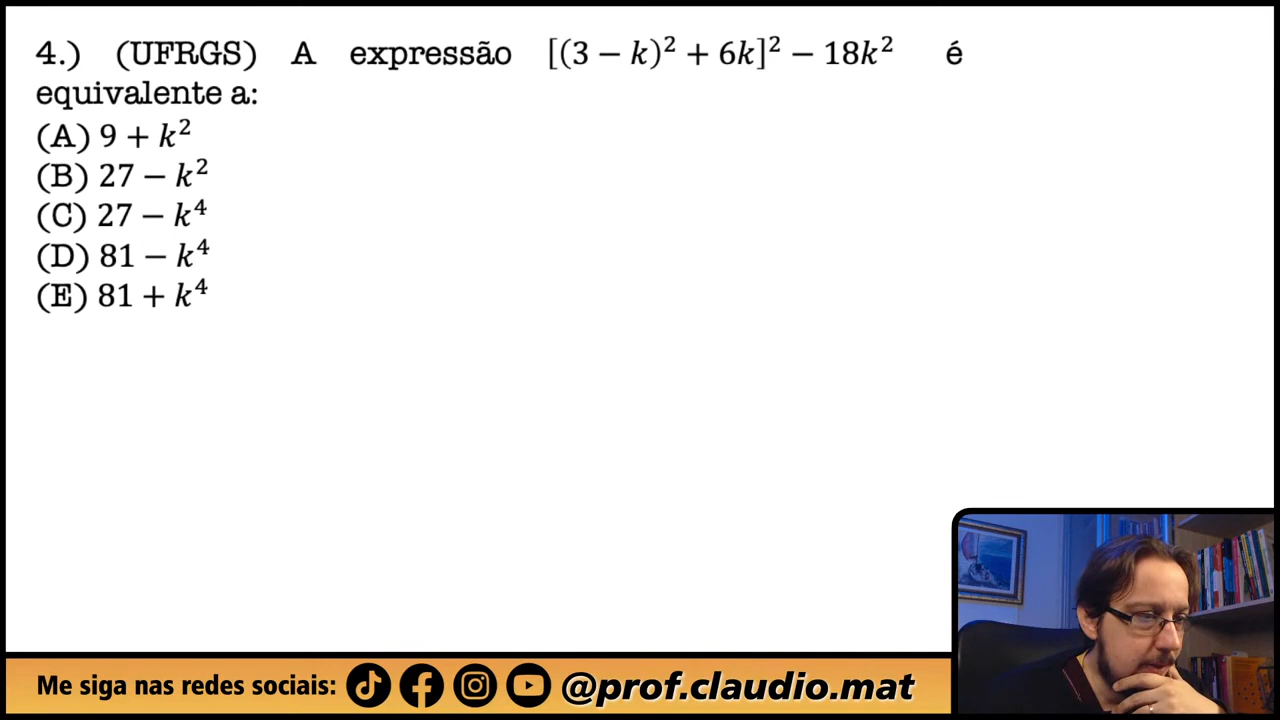 4.) (UFRGS) A expressão [(3 − k)² + 6k]² − 18k² é
equivalente a:
(A) 9 + k²
(B) 27 − k²
(C) 27 − k⁴
(D) 81 − k⁴
(E) 81 + k⁴
Me siga nas redes sociais: @prof.claudio.mat